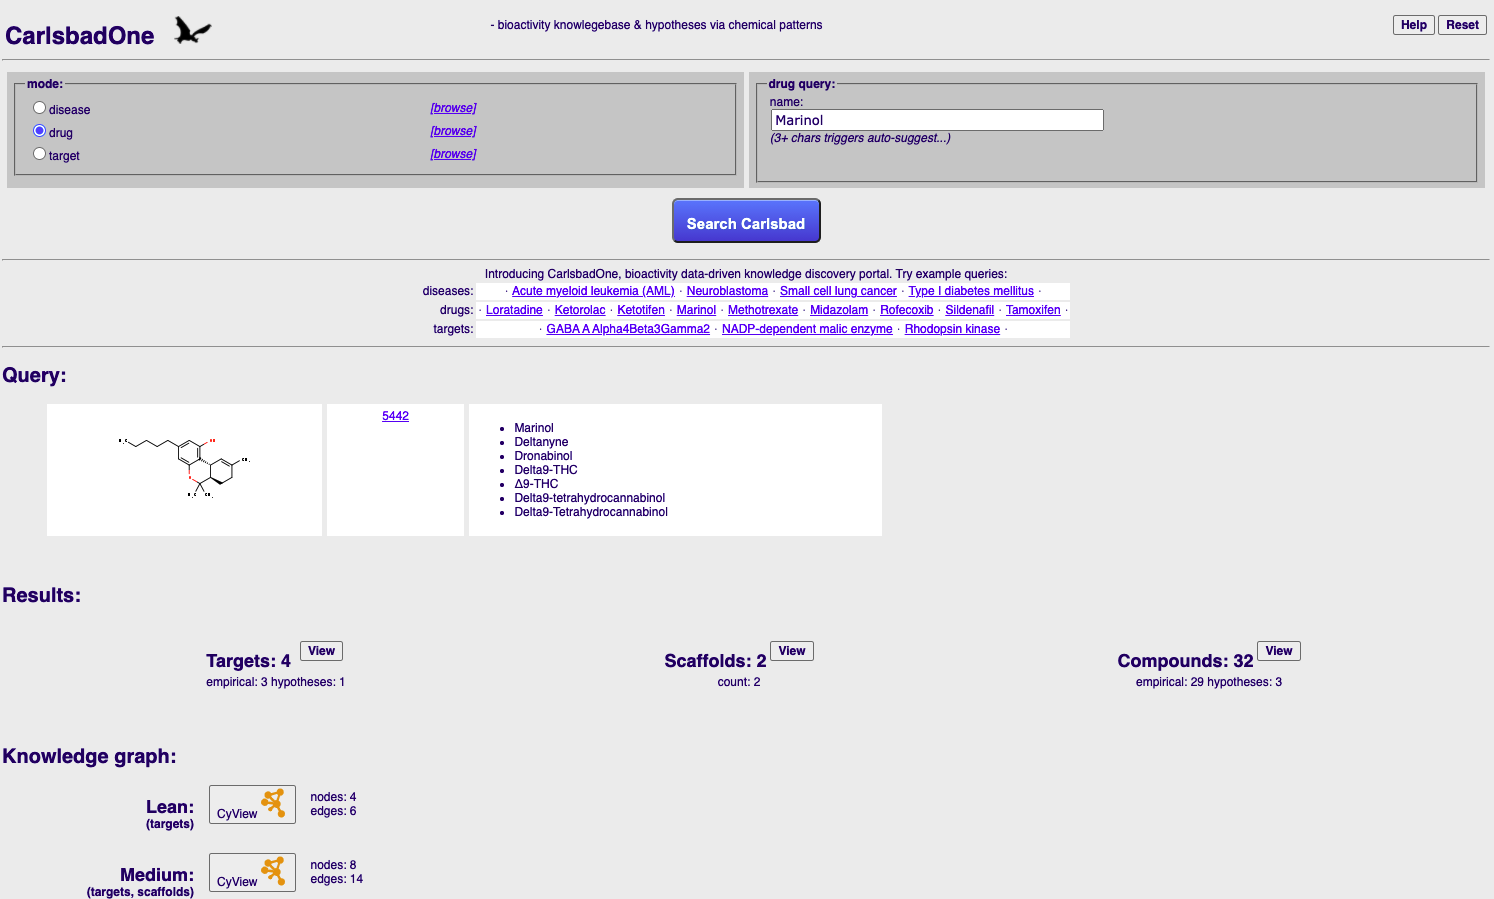 CarlsbadOne
- bioactivity knowlegebase & hypotheses via chemical patterns
Help Reset
mode:
disease [browse]
drug [browse]
target [browse]
drug query:
name:
Marinol
(3+ chars triggers auto-suggest...)
Search Carlsbad
Introducing CarlsbadOne, bioactivity data-driven knowledge discovery portal. Try example queries:
diseases: · Acute myeloid leukemia (AML) · Neuroblastoma · Small cell lung cancer · Type I diabetes mellitus ·
drugs: · Loratadine · Ketorolac · Ketotifen · Marinol · Methotrexate · Midazolam · Rofecoxib · Sildenafil · Tamoxifen ·
targets: · GABA A Alpha4Beta3Gamma2 · NADP-dependent malic enzyme · Rhodopsin kinase ·
Query:
5442
• Marinol
• Deltanyne
• Dronabinol
• Delta9-THC
• Δ9-THC
• Delta9-tetrahydrocannabinol
• Delta9-Tetrahydrocannabinol
Results:
Targets: 4 View
empirical: 3 hypotheses: 1
Scaffolds: 2 View
count: 2
Compounds: 32 View
empirical: 29 hypotheses: 3
Knowledge graph:
Lean:
(targets)
CyView
nodes: 4
edges: 6
Medium:
(targets, scaffolds)
CyView
nodes: 8
edges: 14